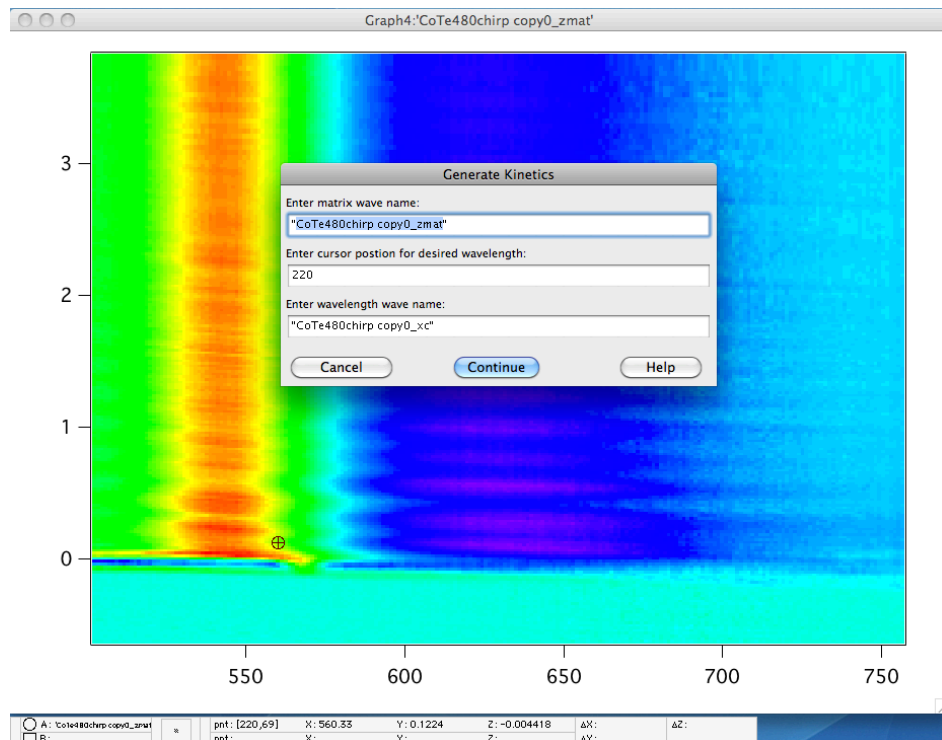 Graph4:'CoTe480chirp copy0_zmat'
3
2
1
0
Generate Kinetics
Enter matrix wave name:
"CoTe480chirp copy0_zmat"
Enter cursor postion for desired wavelength:
220
Enter wavelength wave name:
"CoTe480chirp copy0_xc"
Cancel Continue Help
550 600 650 700 750
A: 'CoTe480chirp copy0_zmat pnt: [220,69] X: 560.33 Y: 0.1224 Z: -0.004418 ΔX: ΔZ:
B: pnt: X: Y: Z: ΔY: